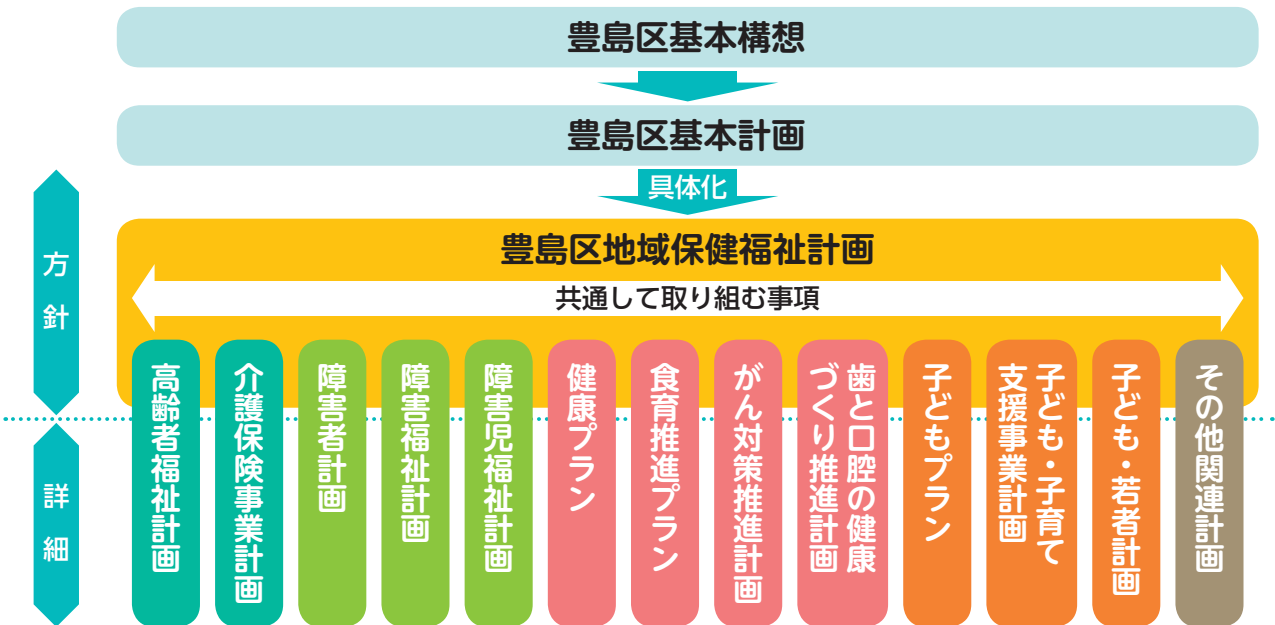 豊島区基本構想
豊島区基本計画
具体化
豊島区地域保健福祉計画
共通して取り組む事項
方針
詳細
高齢者福祉計画
介護保険事業計画
障害者計画
障害福祉計画
障害児福祉計画
健康プラン
食育推進プラン
がん対策推進計画
歯と口腔の健康
づくり推進計画
子どもプラン
子ども・子育て
支援事業計画
子ども・若者計画
その他関連計画